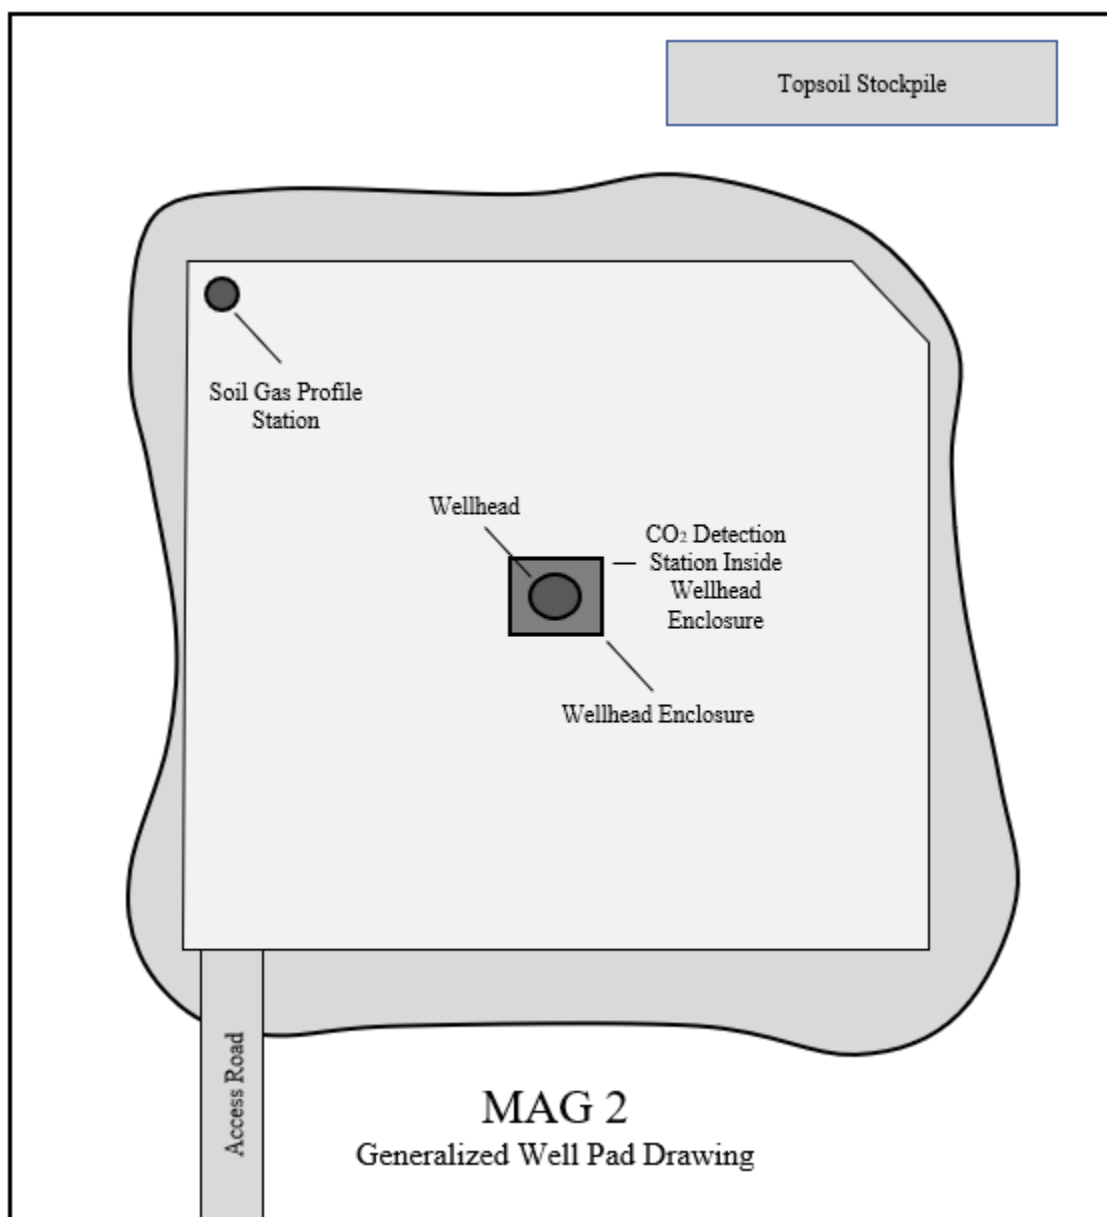 Topsoil Stockpile
Soil Gas Profile
Station
Wellhead
CO₂ Detection
Station Inside
Wellhead
Enclosure
Wellhead Enclosure
Access Road
MAG 2
Generalized Well Pad Drawing